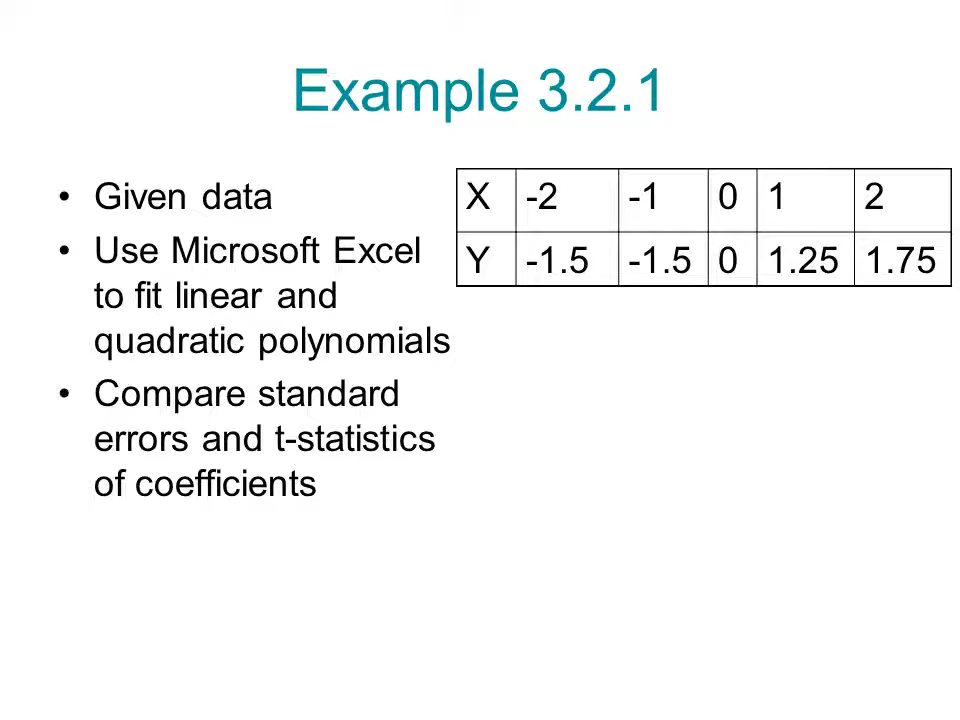 Example 3.2.1
• Given data
• Use Microsoft Excel
to fit linear and
quadratic polynomials
• Compare standard
errors and t-statistics
of coefficients
X -2 -1 0 1 2
Y -1.5 -1.5 0 1.25 1.75